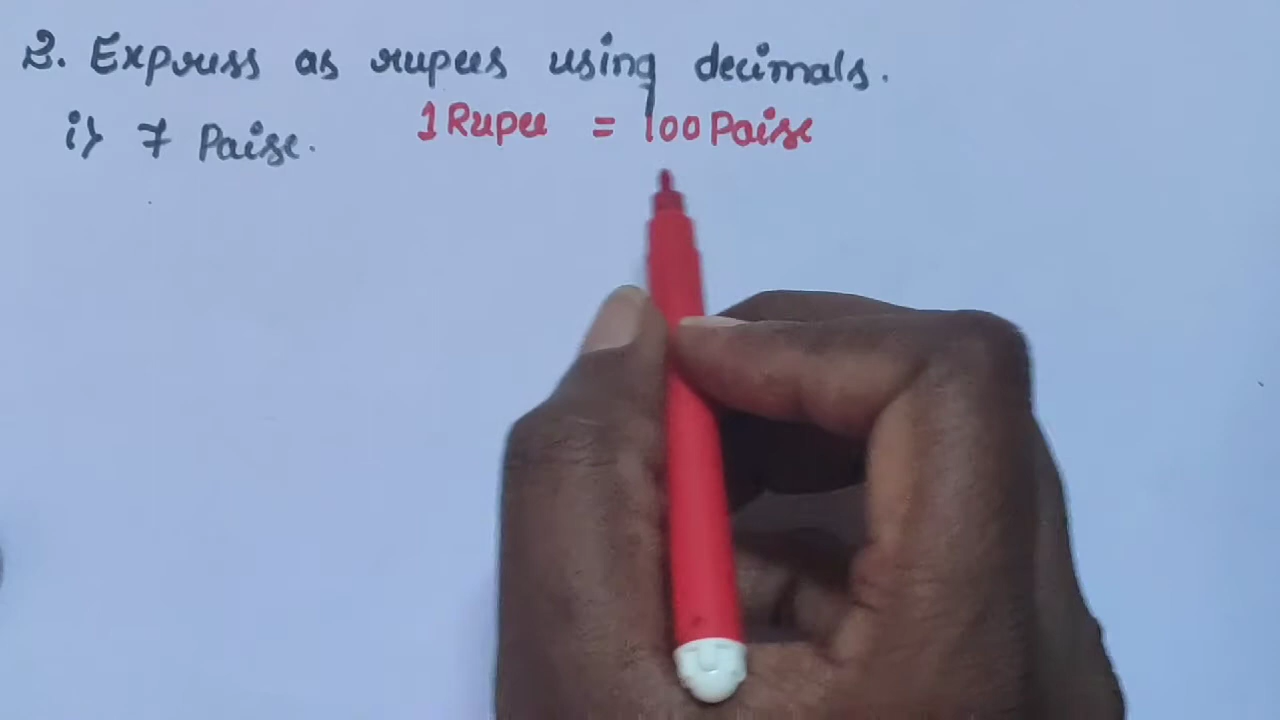 2. Express as rupees using decimals.
i) 7 Paise. 1 Rupee = 100 Paise